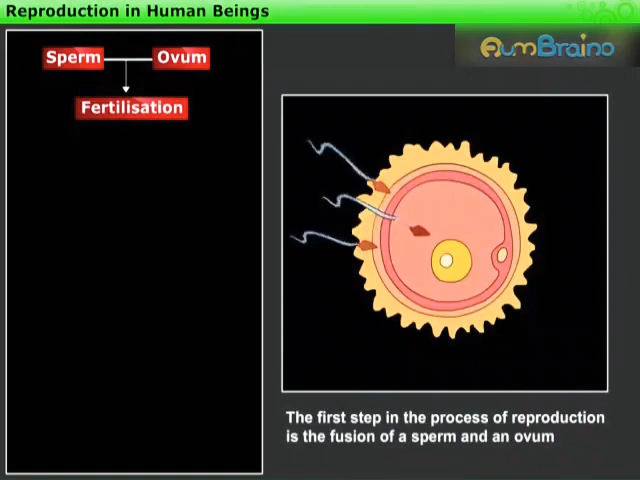 Reproduction in Human Beings
AumBraino
Sperm
Ovum
Fertilisation
The first step in the process of reproduction
is the fusion of a sperm and an ovum